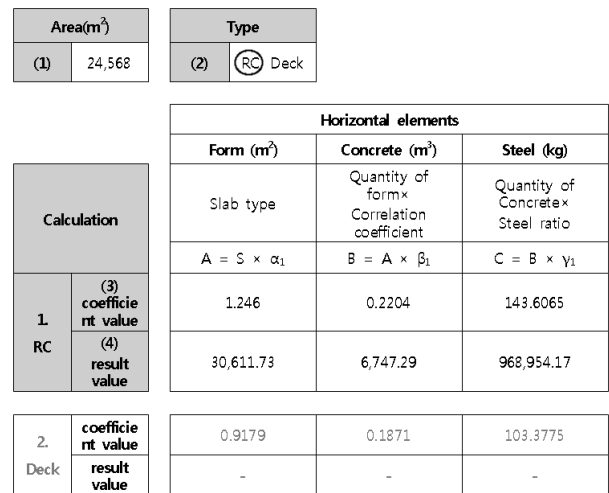 Area(m²)
Type
(1) 24,568
(2) RC Deck
Horizontal elements
Form (m²) Concrete (m³) Steel (kg)
Calculation
Slab type
Quantity of
form×
Correlation
coefficient
Quantity of
Concrete×
Steel ratio
A = S × α₁ B = A × β₁ C = B × γ₁
1.
RC
(3)
coefficie
nt value
1.246 0.2204 143.6065
(4)
result
value
30,611.73 6,747.29 968,954.17
2.
Deck
coefficie
nt value
0.9179 0.1871 103.3775
result
value
- - -